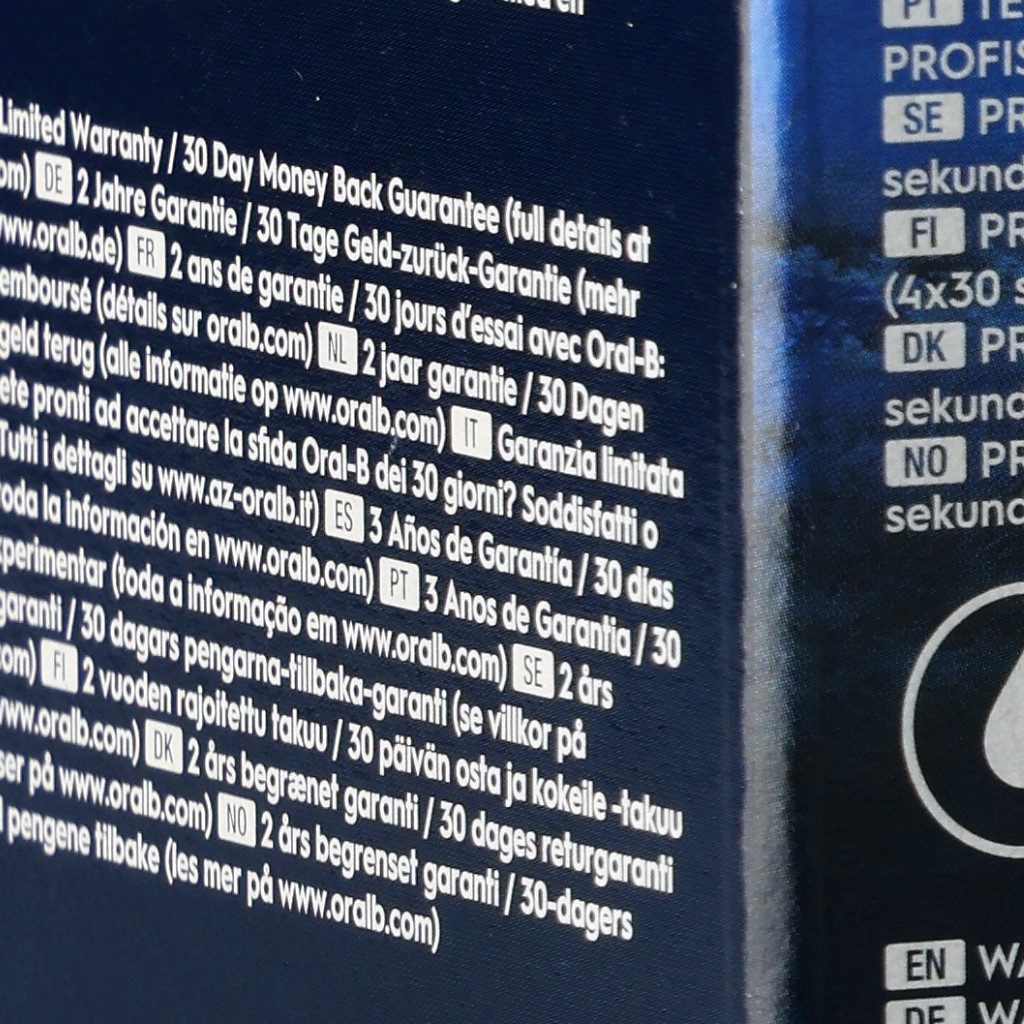 Limited Warranty / 30 Day Money Back Guarantee (full details at
om) DE 2 Jahre Garantie / 30 Tage Geld-zurück-Garantie (mehr
www.oralb.de) FR 2 ans de garantie / 30 jours d'essai avec Oral-B:
emboursé (détails sur oralb.com) NL 2 jaar garantie / 30 Dagen
geld terug (alle informatie op www.oralb.com) IT Garanzia limitata
ete pronti ad accettare la sfida Oral-B dei 30 giorni? Soddisfatti o
Tutti i dettagli su www.az-oralb.it) ES 3 Años de Garantía / 30 días
oda la información en www.oralb.com) PT 3 Anos de Garantia / 30
xperimentar (toda a informação em www.oralb.com) SE 2 års
garanti / 30 dagars pengarna-tillbaka-garanti (se villkor på
com) FI 2 vuoden rajoitettu takuu / 30 päivän osta ja kokeile -takuu
www.oralb.com) DK 2 års begrænet garanti / 30 dages returgaranti
ser på www.oralb.com) NO 2 års begrenset garanti / 30-dagers
pengene tilbake (les mer på www.oralb.com)
PT TE
PROFIS
SE PR
sekund
FI PR
(4x30 s
DK PR
sekund
NO PR
sekund
EN WA
DE WA